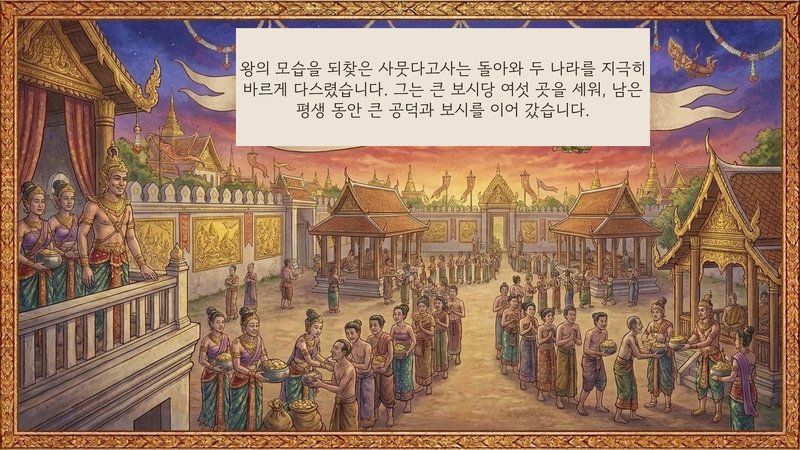 왕의 모습을 되찾은 사뭇다고사는 돌아와 두 나라를 지극히
바르게 다스렸습니다. 그는 큰 보시당 여섯 곳을 세워, 남은
평생 동안 큰 공덕과 보시를 이어 갔습니다.